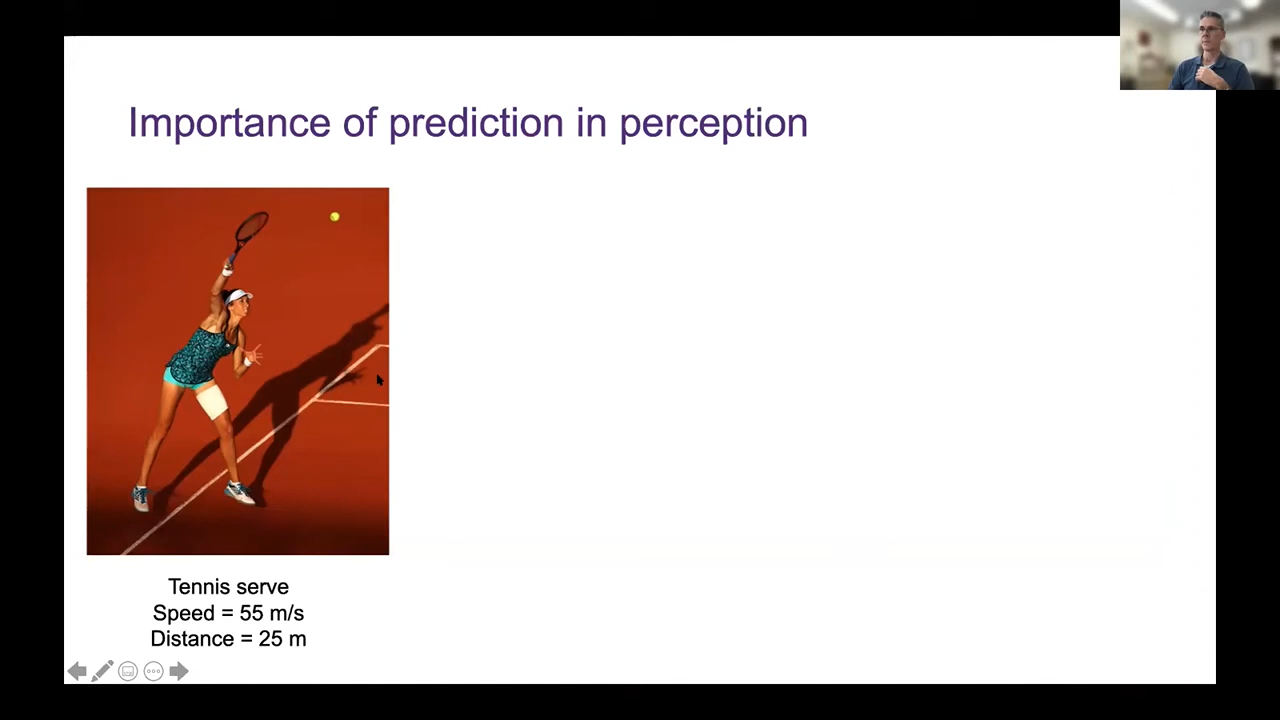 Importance of prediction in perception
Tennis serve
Speed = 55 m/s
Distance = 25 m